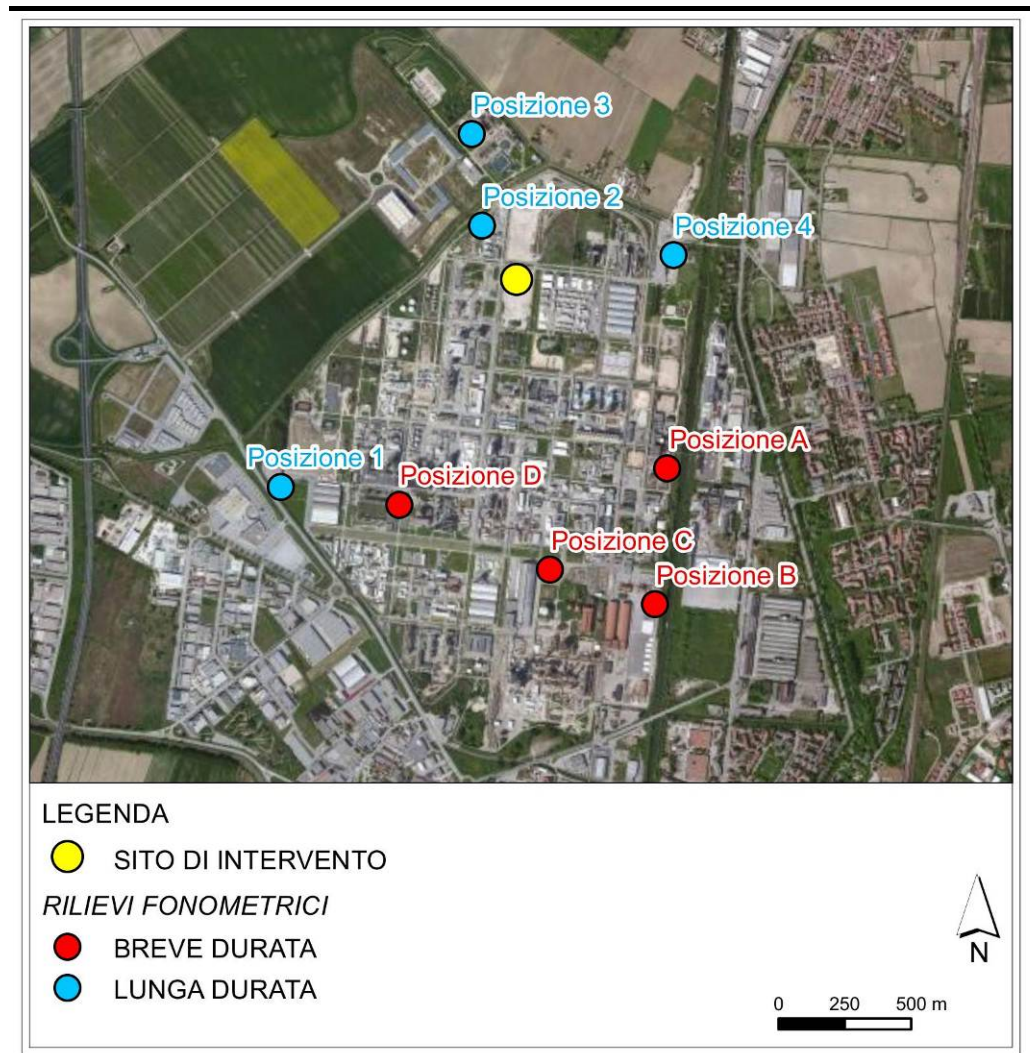 Posizione 3
Posizione 2
Posizione 4
Posizione A
Posizione 1
Posizione D
Posizione C
Posizione B
LEGENDA
SITO DI INTERVENTO
RILIEVI FONOMETRICI
BREVE DURATA
LUNGA DURATA
N
0 250 500 m